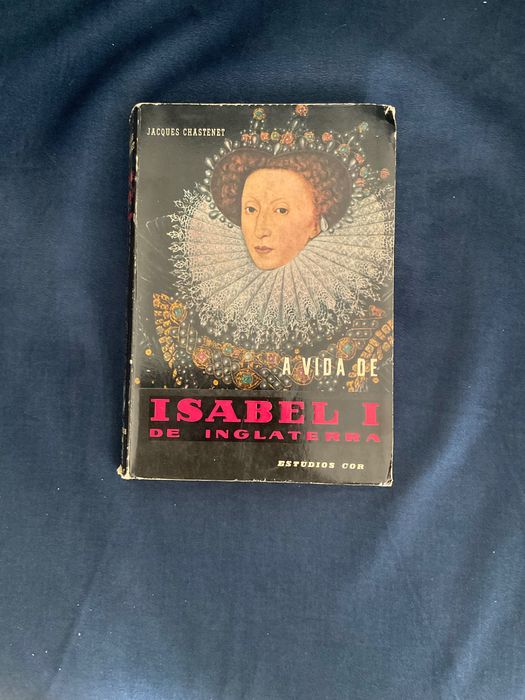 JACQUES CHASTENET
A VIDA DE
ISABEL I
DE INGLATERRA
ESTUDIOS COR